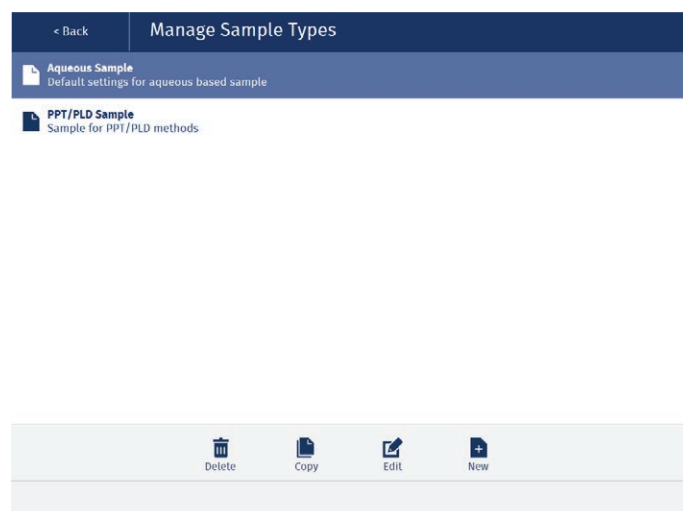 < Back
Manage Sample Types
Aqueous Sample
Default settings for aqueous based sample
PPT/PLD Sample
Sample for PPT/PLD methods
Delete
Copy
Edit
New